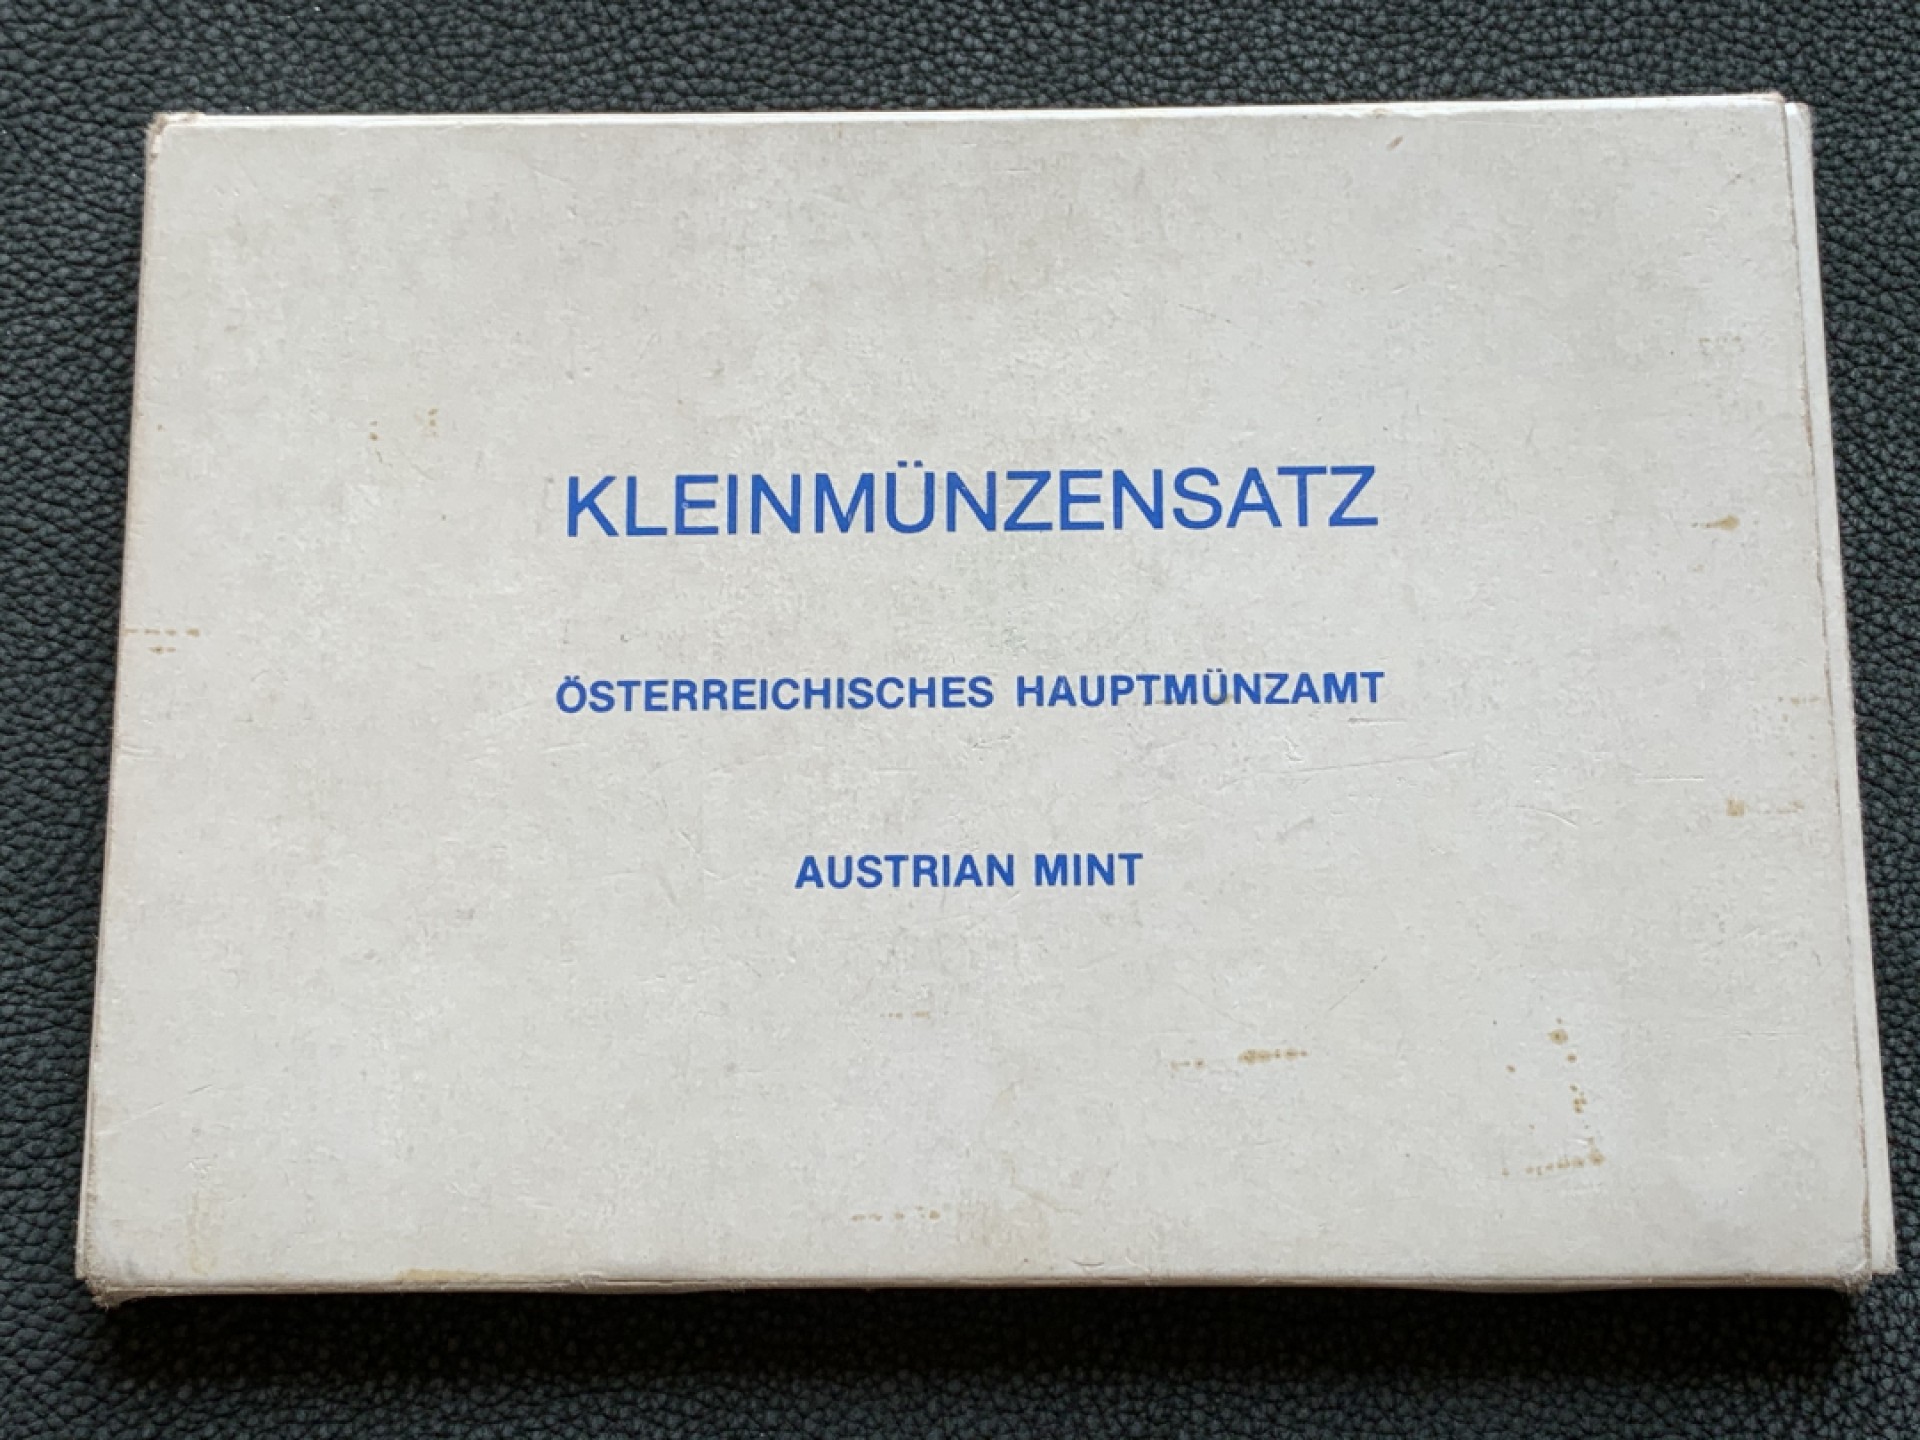 KLEINMÜNZENSATZ
ÖSTERREICHISCHES HAUPTMÜNZAMT
AUSTRIAN MINT